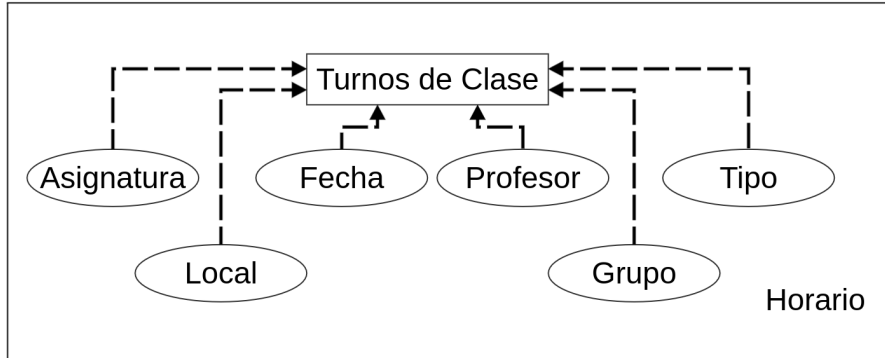 Turnos de Clase
Asignatura
Fecha
Profesor
Tipo
Local
Grupo
Horario